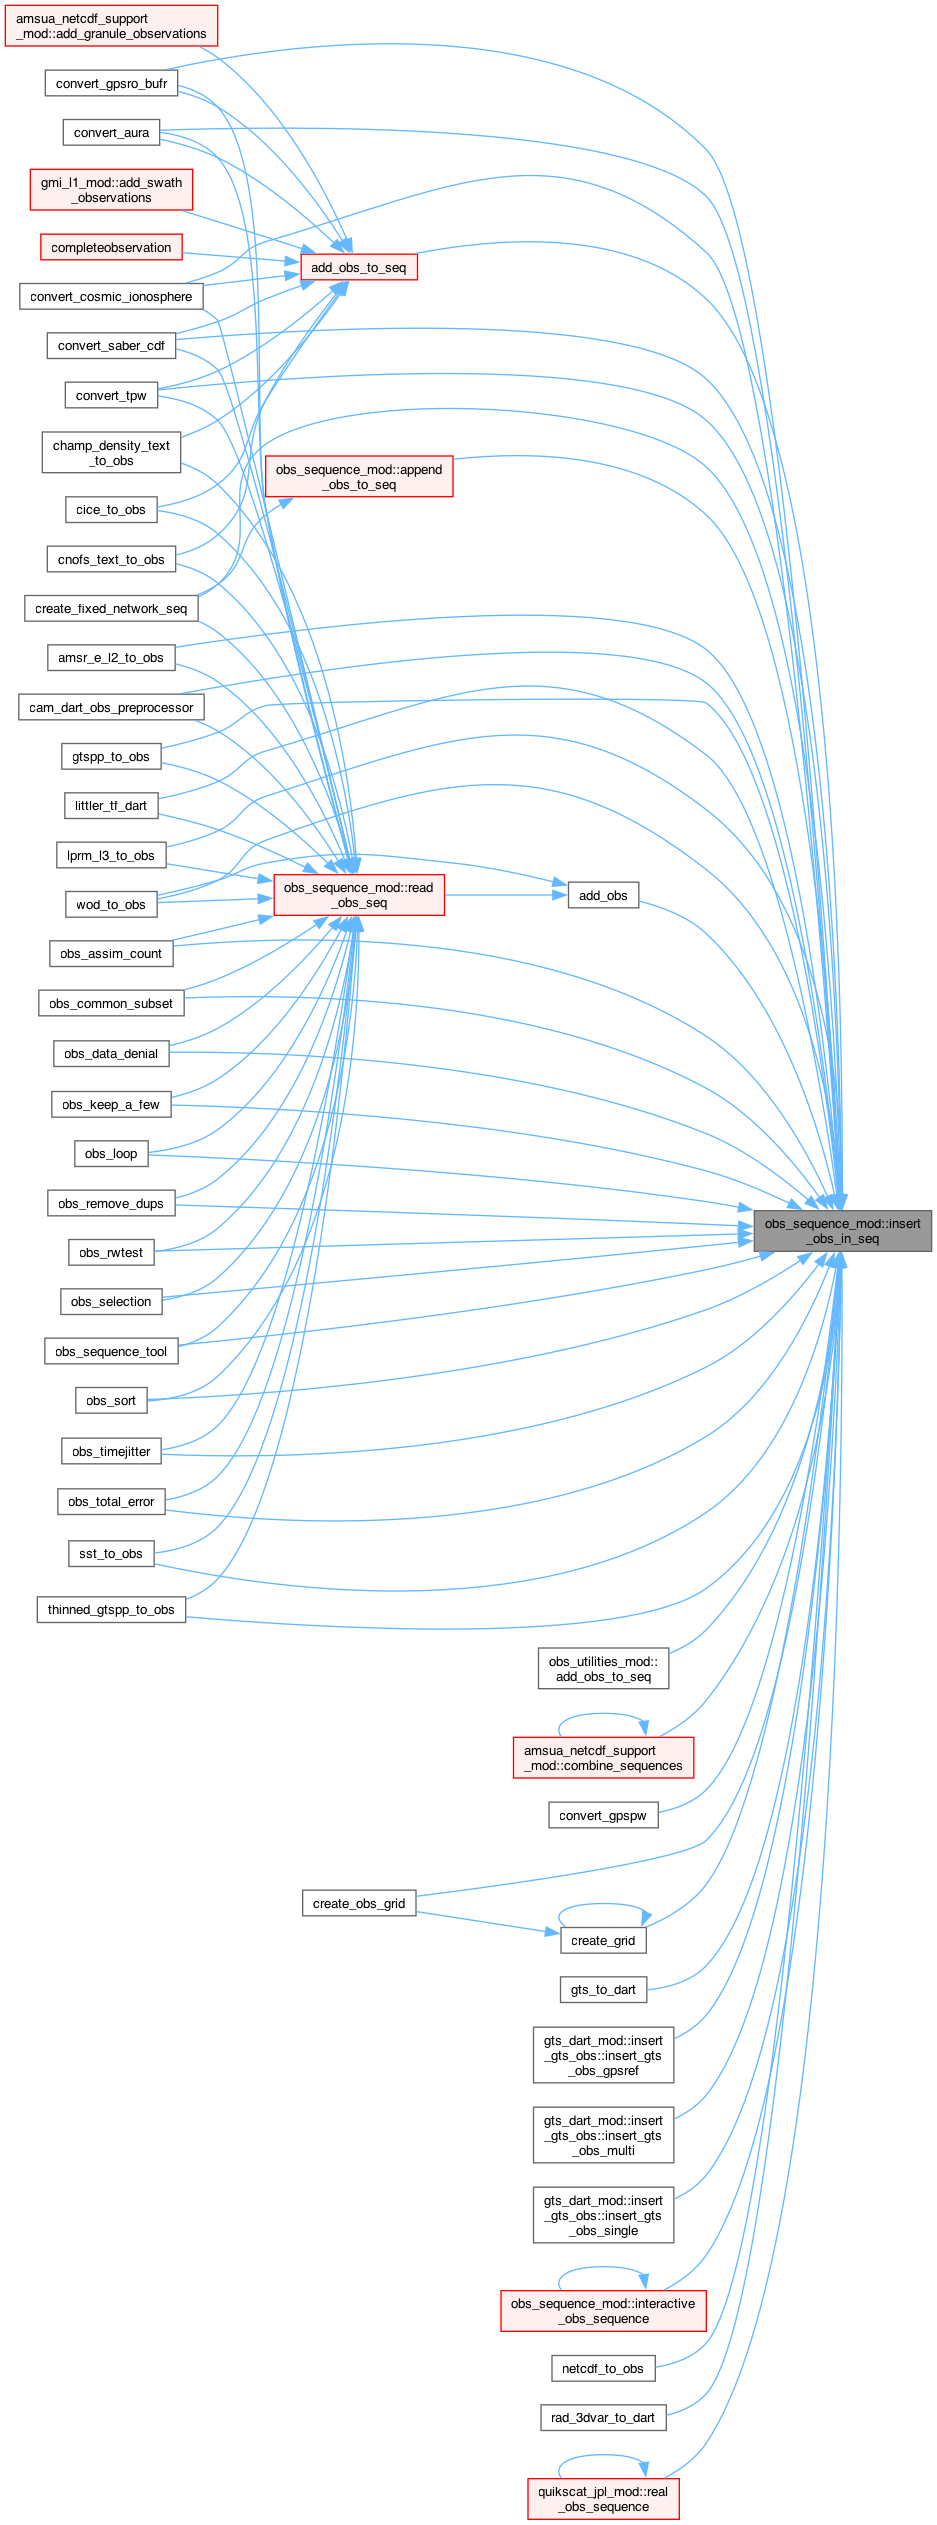 amsua_netcdf_support
_mod::add_granule_observations
convert_gpsro_bufr
convert_aura
gmi_l1_mod::add_swath
_observations
completeobservation
add_obs_to_seq
convert_cosmic_ionosphere
convert_saber_cdf
convert_tpw
champ_density_text
_to_obs
obs_sequence_mod::append
_obs_to_seq
cice_to_obs
cnofs_text_to_obs
create_fixed_network_seq
amsr_e_l2_to_obs
cam_dart_obs_preprocessor
gtspp_to_obs
littler_tf_dart
lprm_l3_to_obs
obs_sequence_mod::read
_obs_seq
add_obs
wod_to_obs
obs_assim_count
obs_common_subset
obs_data_denial
obs_keep_a_few
obs_loop
obs_remove_dups
obs_sequence_mod::insert
_obs_in_seq
obs_rwtest
obs_selection
obs_sequence_tool
obs_sort
obs_timejitter
obs_total_error
sst_to_obs
thinned_gtspp_to_obs
obs_utilities_mod::
add_obs_to_seq
amsua_netcdf_support
_mod::combine_sequences
convert_gpspw
create_obs_grid
create_grid
gts_to_dart
gts_dart_mod::insert
_gts_obs::insert_gts
_obs_gpsref
gts_dart_mod::insert
_gts_obs::insert_gts
_obs_multi
gts_dart_mod::insert
_gts_obs::insert_gts
_obs_single
obs_sequence_mod::interactive
_obs_sequence
netcdf_to_obs
rad_3dvar_to_dart
quikscat_jpl_mod::real
_obs_sequence